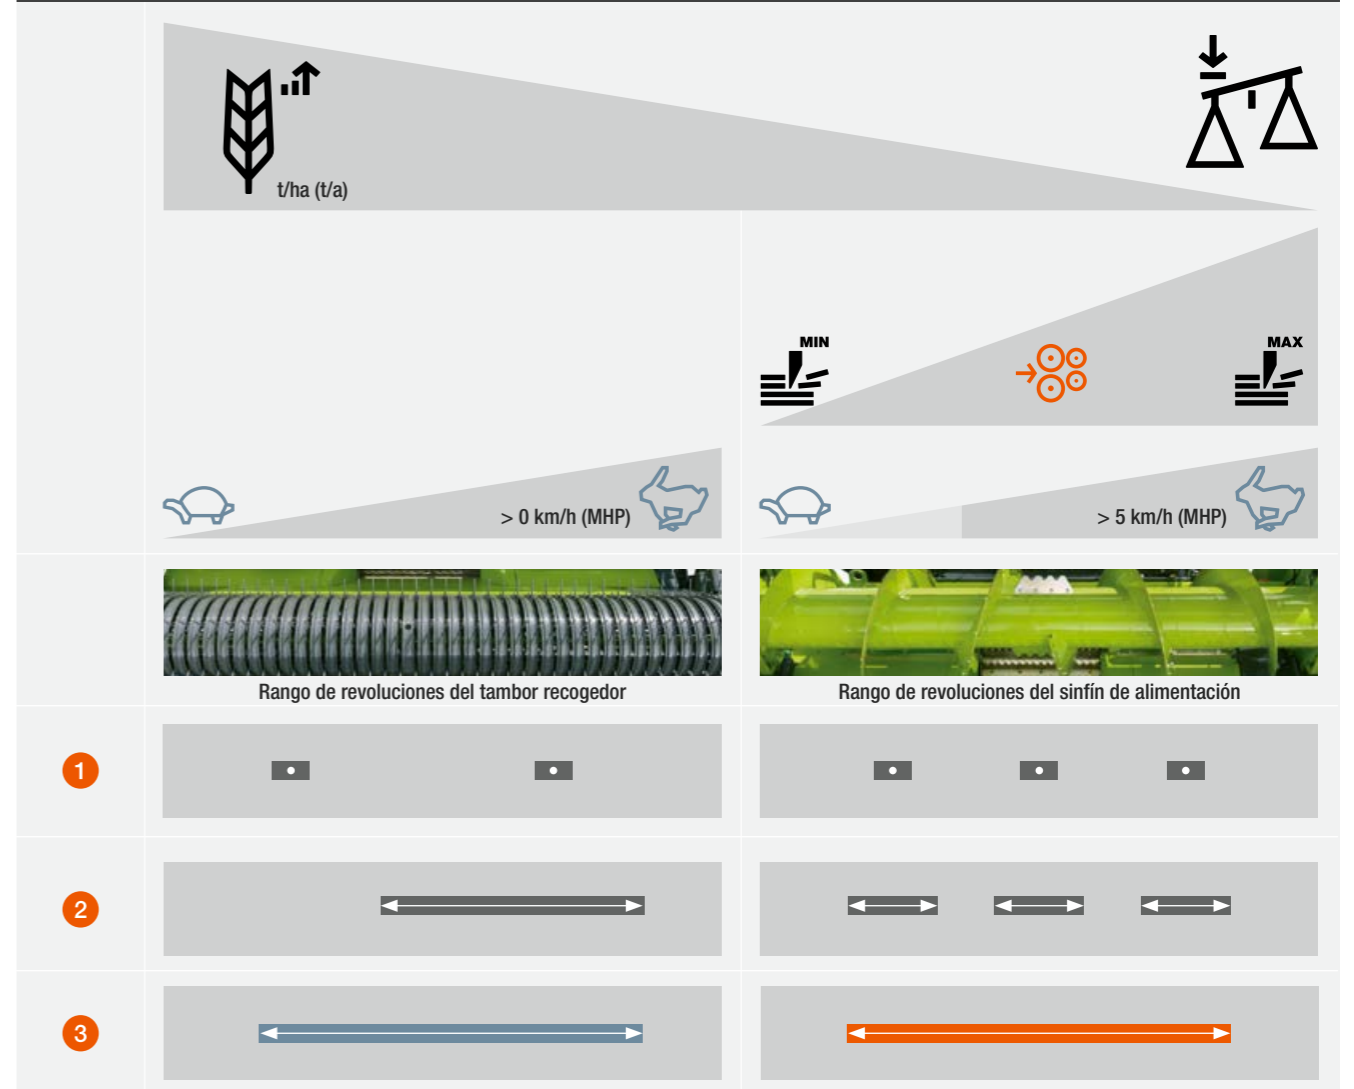 t/ha (t/a)
MIN
MAX
> 0 km/h (MHP)
> 5 km/h (MHP)
Rango de revoluciones del tambor recogedor
Rango de revoluciones del sinfín de alimentación
1
2
3